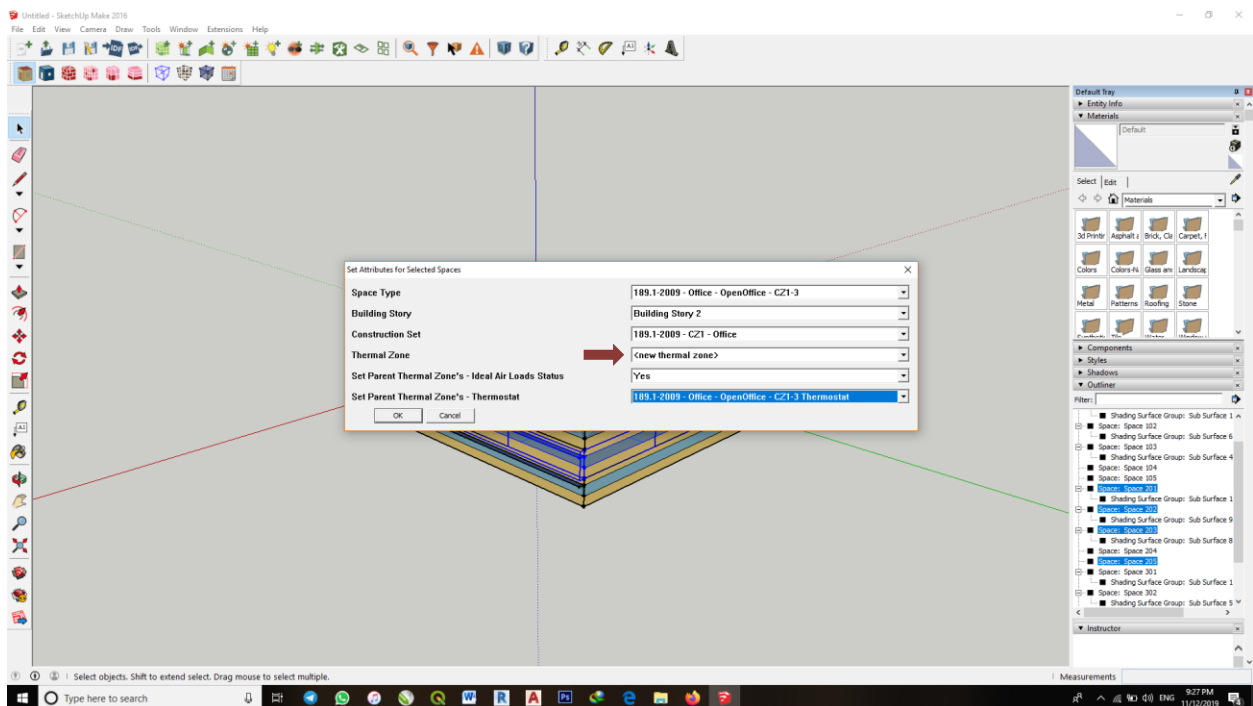 Untitled - SketchUp Make 2016
File Edit View Camera Draw Tools Window Extensions Help
Default Tray
Entity Info
Materials
Default
Select Edit
Materials
3d Printir Asphalt a Brick, Cla Carpet, F
Colors Colors-Na Glass and Landscap
Metal Patterns Roofing Stone
Components
Styles
Shadows
Outliner
Filter:
Shading Surface Group: Sub Surface 1
Space: Space 102
Shading Surface Group: Sub Surface 6
Space: Space 103
Shading Surface Group: Sub Surface 4
Space: Space 104
Space: Space 105
Space: Space 201
Shading Surface Group: Sub Surface 1
Space: Space 202
Shading Surface Group: Sub Surface 9
Space: Space 203
Shading Surface Group: Sub Surface 8
Space: Space 204
Space: Space 205
Space: Space 301
Shading Surface Group: Sub Surface 1
Space: Space 302
Shading Surface Group: Sub Surface 5
Instructor
Set Attributes for Selected Spaces
Space Type 189.1-2009 - Office - OpenOffice - CZ1-3
Building Story Building Story 2
Construction Set 189.1-2009 - CZ1 - Office
Thermal Zone <new thermal zone>
Set Parent Thermal Zone's - Ideal Air Loads Status Yes
Set Parent Thermal Zone's - Thermostat 189.1-2009 - Office - OpenOffice - CZ1-3 Thermostat
OK Cancel
Select objects. Shift to extend select. Drag mouse to select multiple.
Measurements
Type here to search
ENG
9:27 PM
11/12/2019